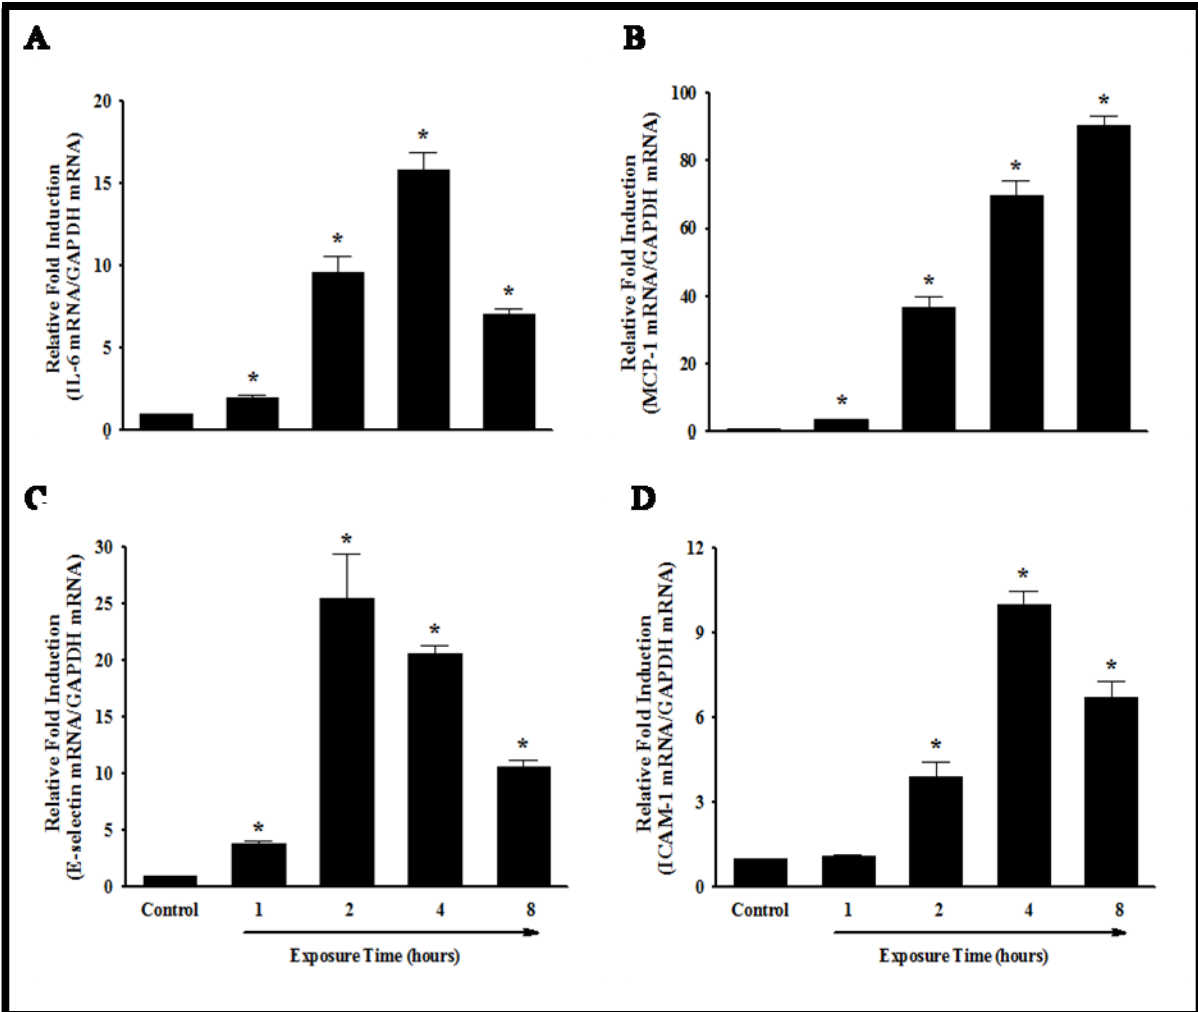 A
Relative Fold Induction
(IL-6 mRNA/GAPDH mRNA)
20
15
10
5
0
*
*
*
*
B
Relative Fold Induction
(MCP-1 mRNA/GAPDH mRNA)
100
80
60
40
20
0
*
*
*
*
C
Relative Fold Induction
(E-selectin mRNA/GAPDH mRNA)
30
25
20
15
10
5
0
*
*
*
*
Control 1 2 4 8
Exposure Time (hours)
D
Relative Fold Induction
(ICAM-1 mRNA/GAPDH mRNA)
12
9
6
3
0
*
*
*
Control 1 2 4 8
Exposure Time (hours)